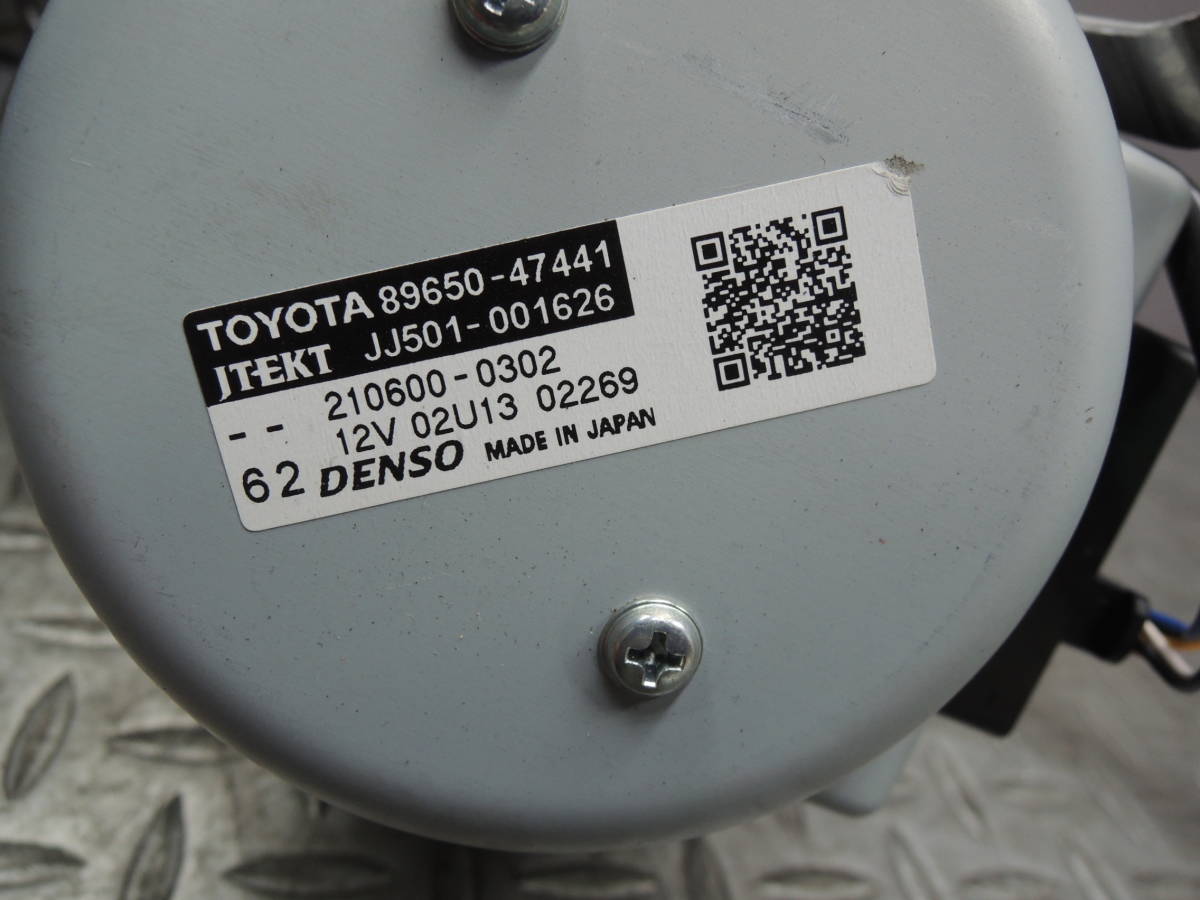 TOYOTA 89650-47441
JTEKT JJ501-001626
-- 210600-0302
12V 02U13 02269
62 DENSO MADE IN JAPAN